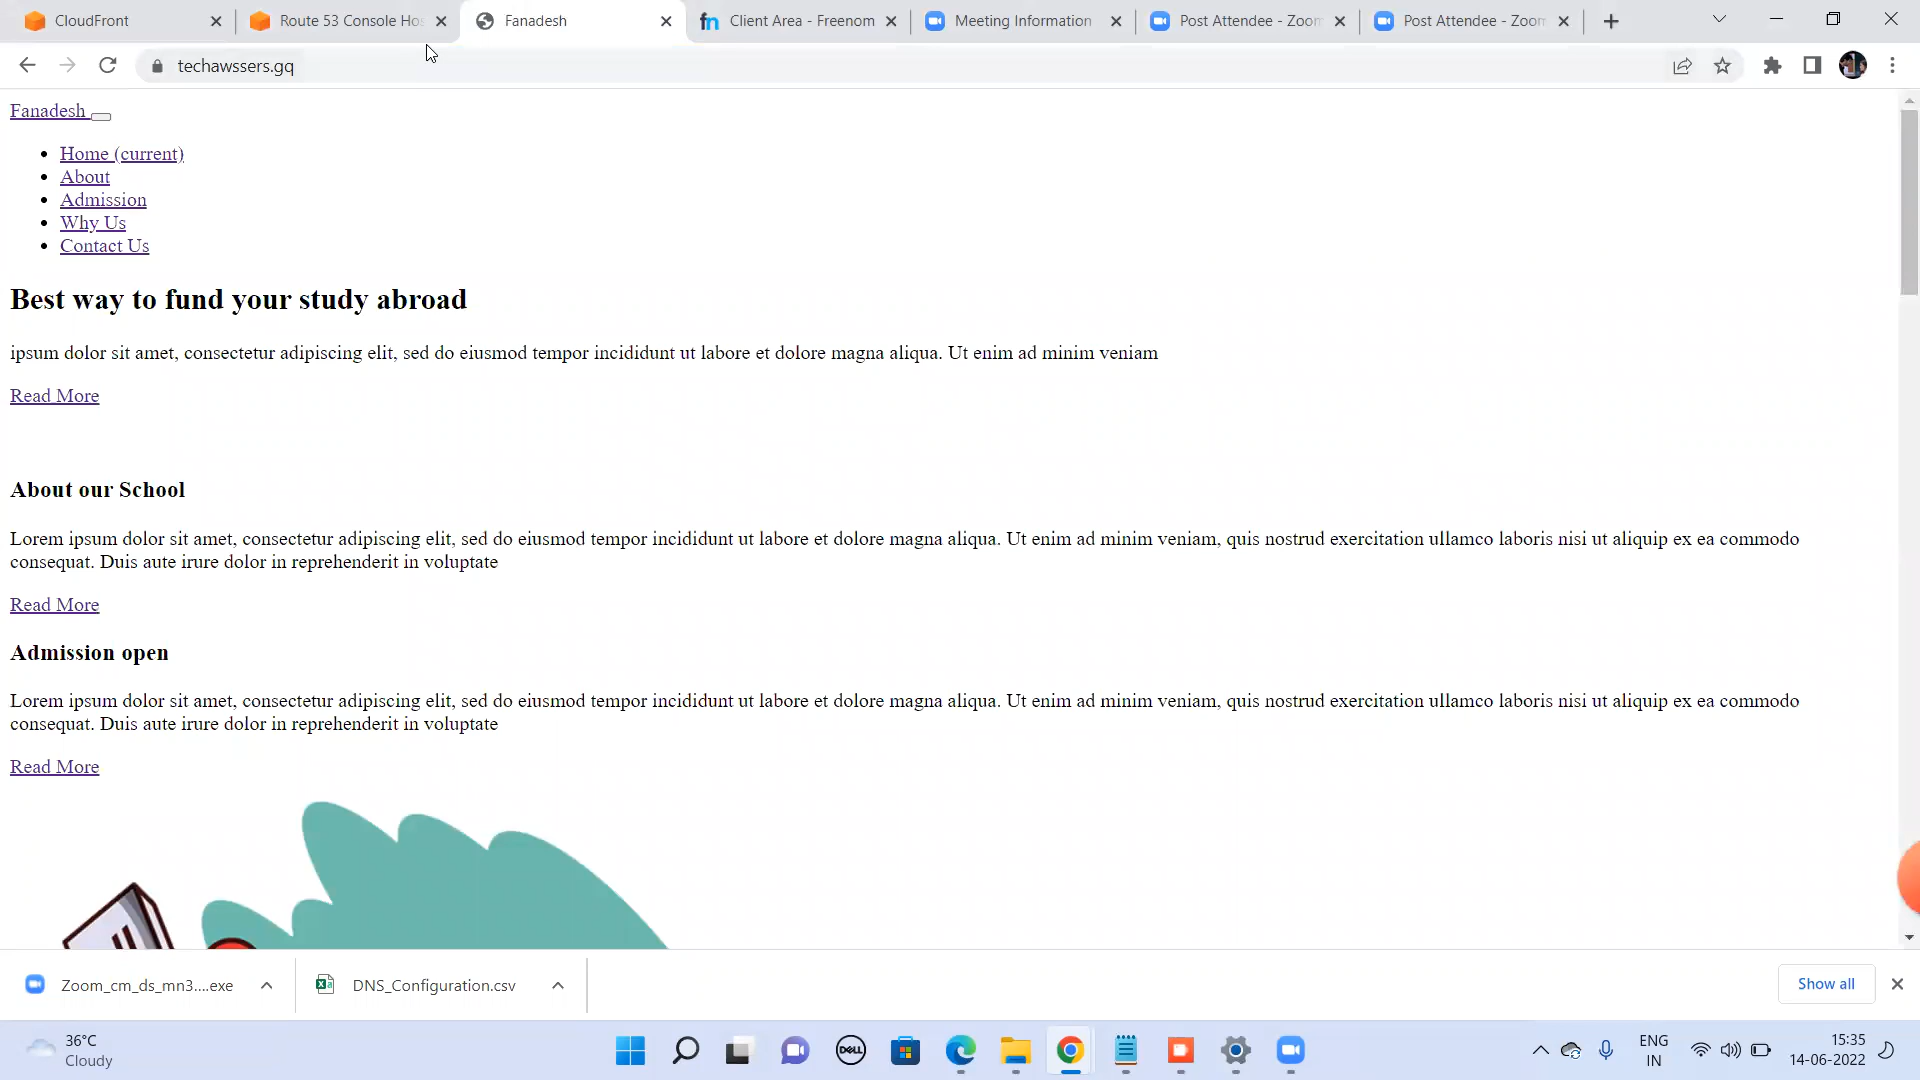 CloudFront
Route 53 Console Hos
Fanadesh
Client Area - Freenom
Meeting Information
Post Attendee - Zoom
Post Attendee - Zoom
techawssers.gq
Fanadesh
Home (current)
About
Admission
Why Us
Contact Us
Best way to fund your study abroad
ipsum dolor sit amet, consectetur adipiscing elit, sed do eiusmod tempor incididunt ut labore et dolore magna aliqua. Ut enim ad minim veniam
Read More
About our School
Lorem ipsum dolor sit amet, consectetur adipiscing elit, sed do eiusmod tempor incididunt ut labore et dolore magna aliqua. Ut enim ad minim veniam, quis nostrud exercitation ullamco laboris nisi ut aliquip ex ea commodo
consequat. Duis aute irure dolor in reprehenderit in voluptate
Read More
Admission open
Lorem ipsum dolor sit amet, consectetur adipiscing elit, sed do eiusmod tempor incididunt ut labore et dolore magna aliqua. Ut enim ad minim veniam, quis nostrud exercitation ullamco laboris nisi ut aliquip ex ea commodo
consequat. Duis aute irure dolor in reprehenderit in voluptate
Read More
Zoom_cm_ds_mn3....exe
DNS_Configuration.csv
Show all
36°C
Cloudy
DELL
ENG
IN
15:35
14-06-2022